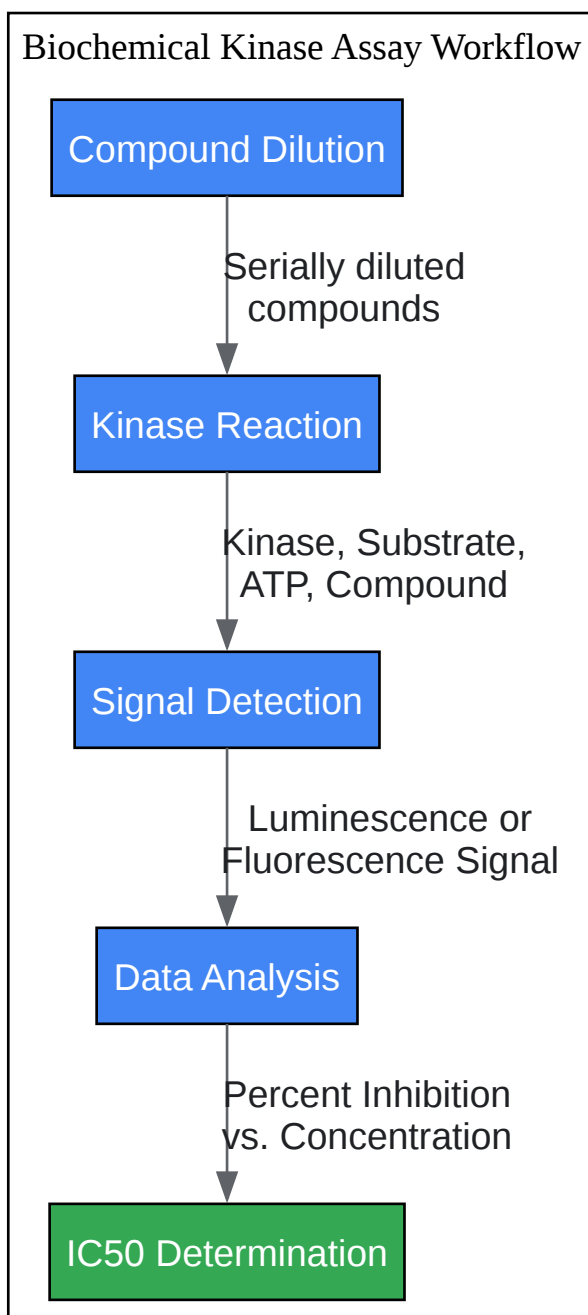 Biochemical Kinase Assay Workflow
Compound Dilution
Serially diluted
compounds
Kinase Reaction
Kinase, Substrate,
ATP, Compound
Signal Detection
Luminescence or
Fluorescence Signal
Data Analysis
Percent Inhibition
vs. Concentration
IC50 Determination